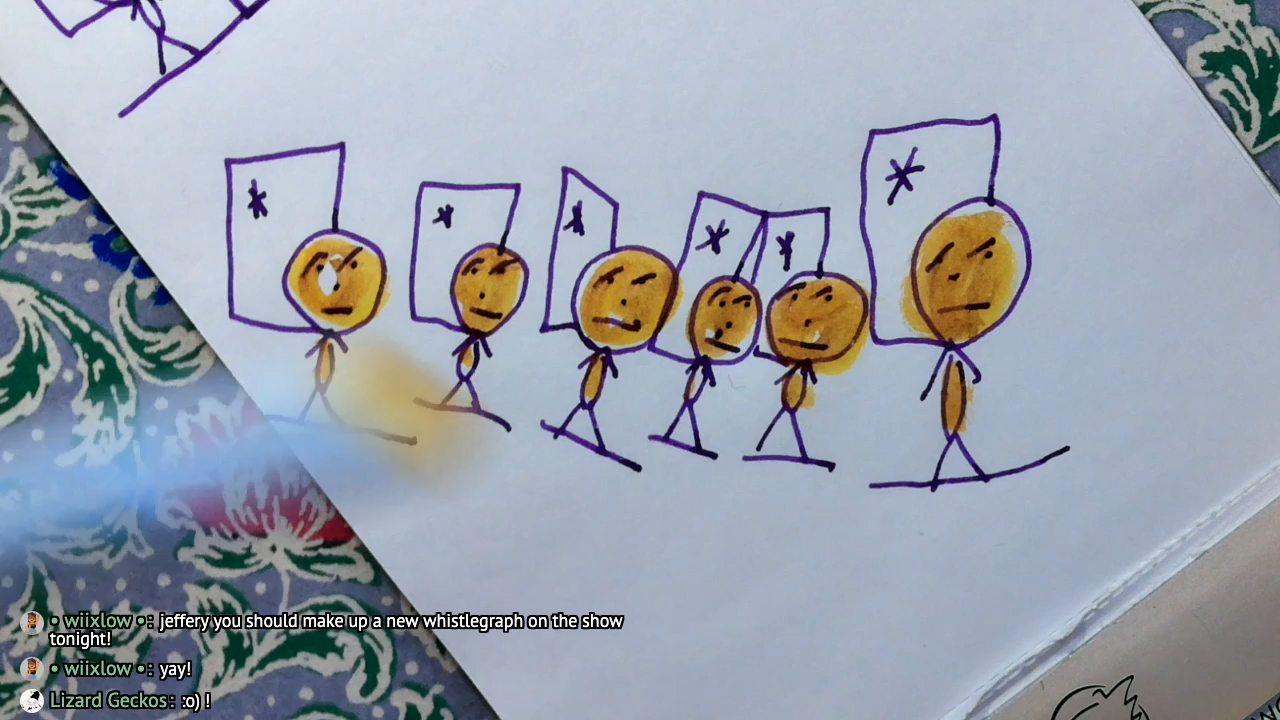 • wiixlow •: jeffery you should make up a new whistlegraph on the show
tonight!
• wiixlow •: yay!
Lizard Geckos: :o) !